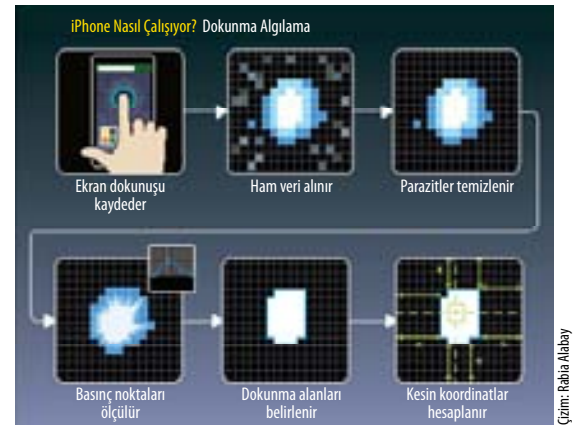 iPhone Nasıl Çalışıyor? Dokunma Algılama
Ekran dokunuşu
kaydeder
Ham veri alınır
Parazitler temizlenir
Basınç noktaları
ölçülür
Dokunma alanları
belirlenir
Kesin koordinatlar
hesaplanır
Çizim: Rabia Alabay